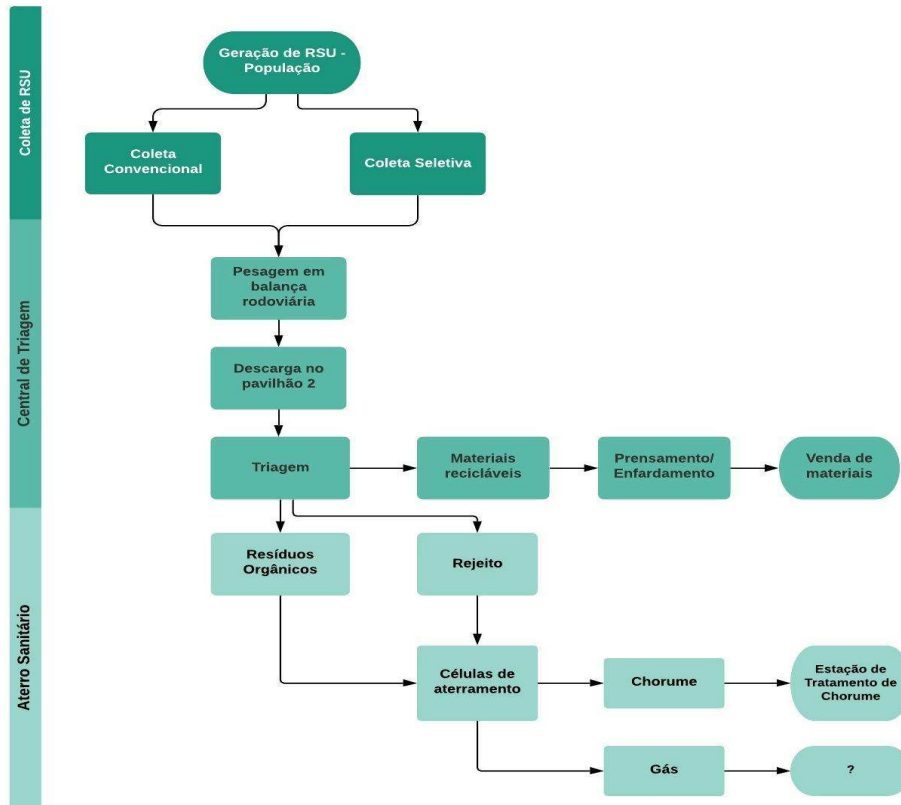 Coleta de RSU
Geração de RSU -
População
Coleta
Convencional
Coleta Seletiva
Central de Triagem
Pesagem em
balança
rodoviária
Descarga no
pavilhão 2
Triagem
Materiais
recicláveis
Prensamento/
Enfardamento
Venda de
materiais
Aterro Sanitário
Resíduos
Orgânicos
Rejeito
Células de
aterramento
Chorume
Estação de
Tratamento de
Chorume
Gás
?